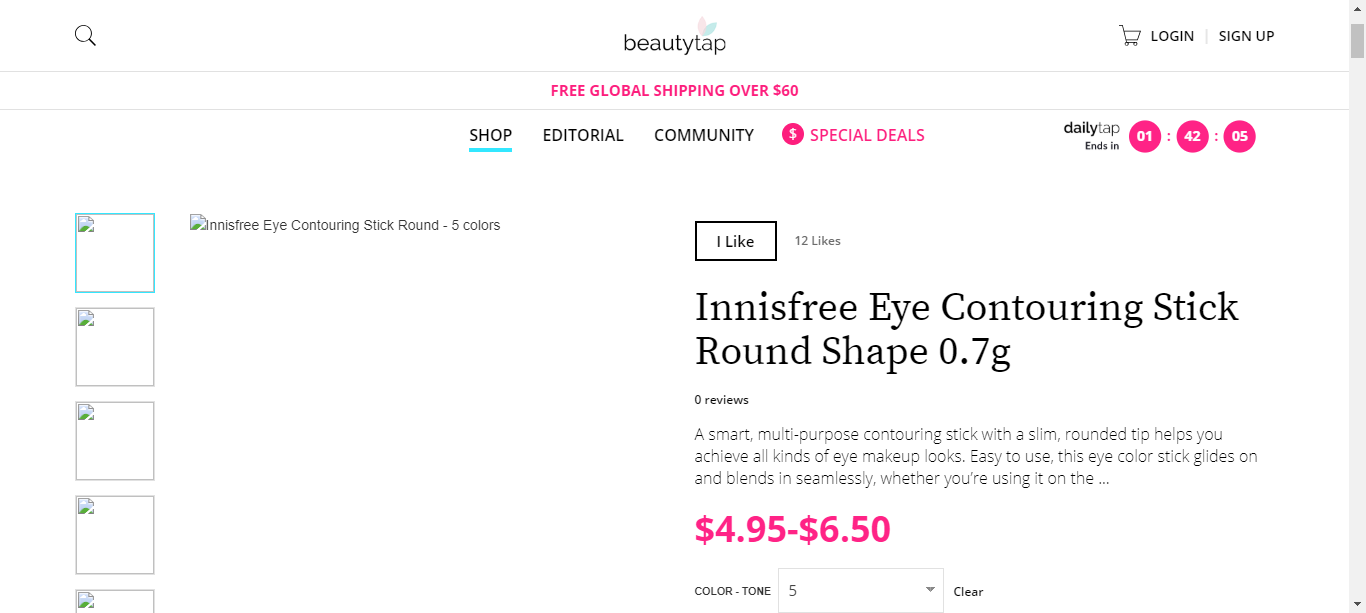 beautytap
LOGIN | SIGN UP
FREE GLOBAL SHIPPING OVER $60
SHOP EDITORIAL COMMUNITY $ SPECIAL DEALS
dailytap
Ends in
01 : 42 : 05
Innisfree Eye Contouring Stick Round - 5 colors
I Like
12 Likes
Innisfree Eye Contouring Stick
Round Shape 0.7g
0 reviews
A smart, multi-purpose contouring stick with a slim, rounded tip helps you
achieve all kinds of eye makeup looks. Easy to use, this eye color stick glides on
and blends in seamlessly, whether you’re using it on the ...
$4.95-$6.50
COLOR - TONE 5 Clear